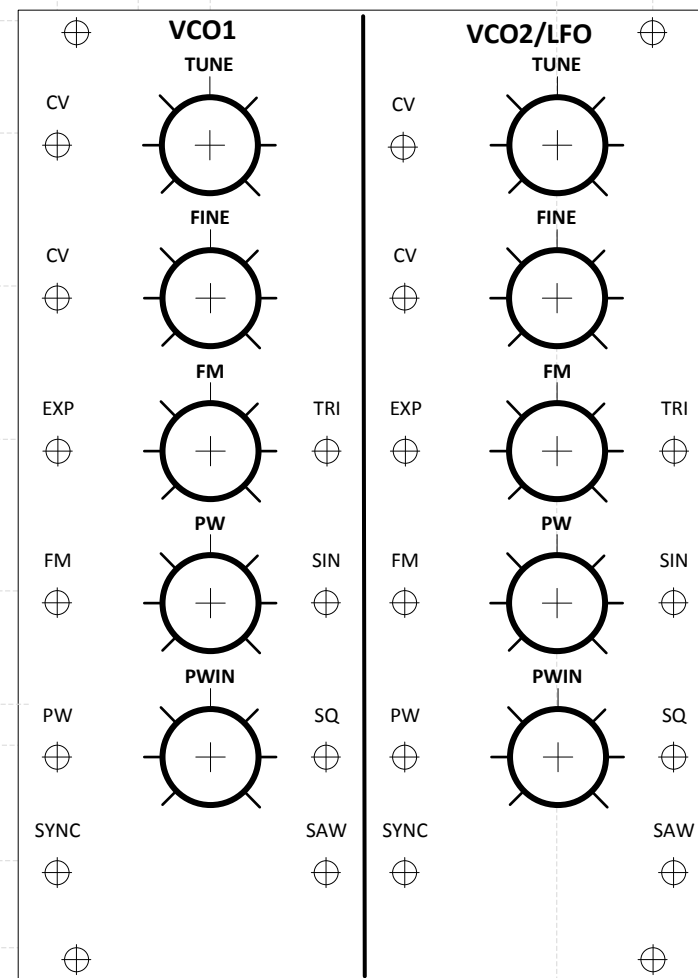 VCO1
TUNE
CV
FINE
CV
FM
EXP
TRI
PW
FM
SIN
PWIN
PW
SQ
SYNC
SAW
VCO2/LFO
TUNE
CV
FINE
CV
FM
EXP
TRI
PW
FM
SIN
PWIN
PW
SQ
SYNC
SAW